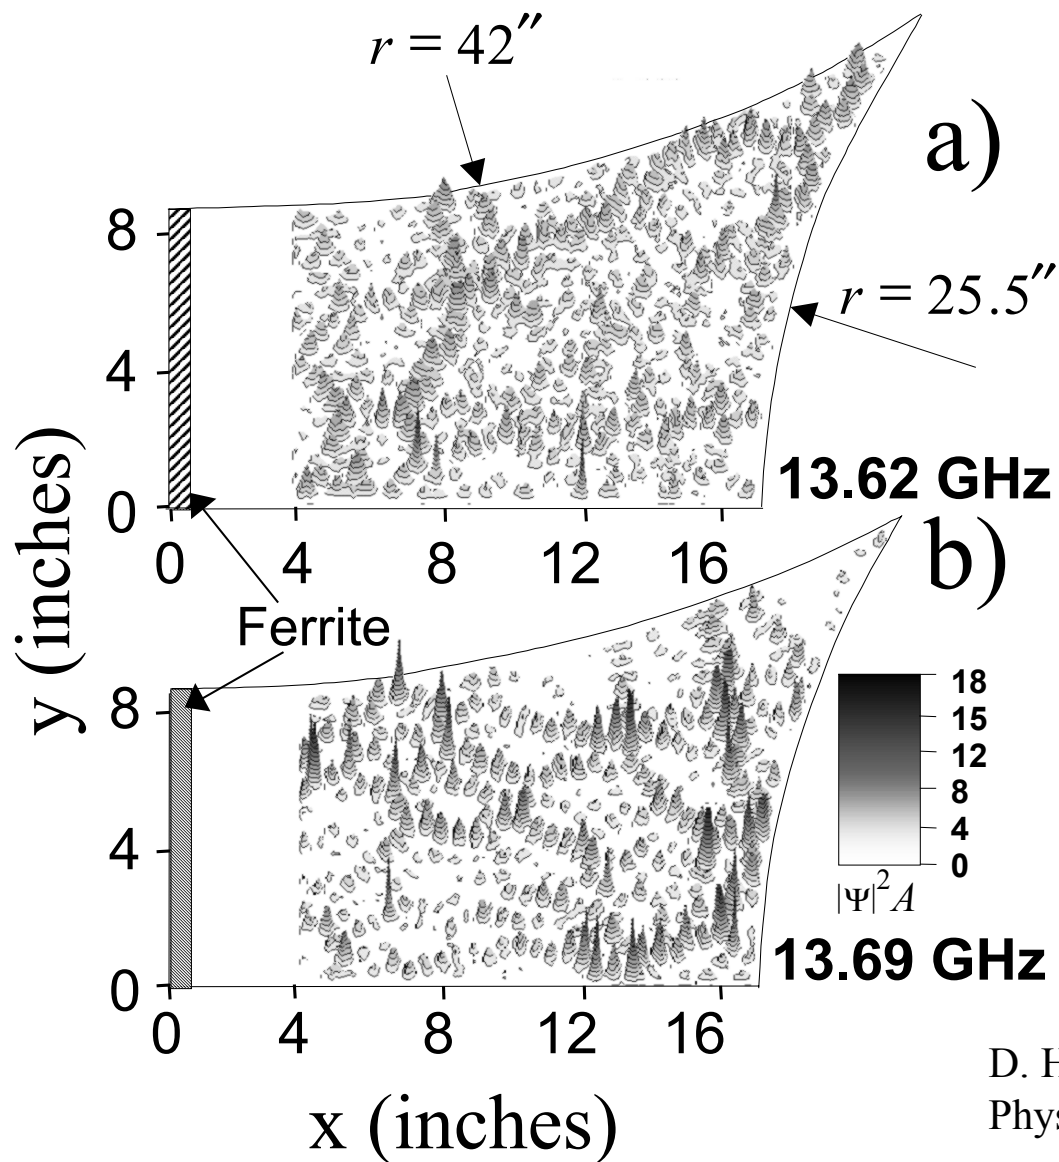 r = 42″
a)
8
r = 25.5″
4
0
13.62 GHz
0 4 8 12 16
b)
Ferrite
y (inches)
8
18
15
12
8
4
0
4
|Ψ|² A
13.69 GHz
0
0 4 8 12 16
D. H
x (inches)
Phys